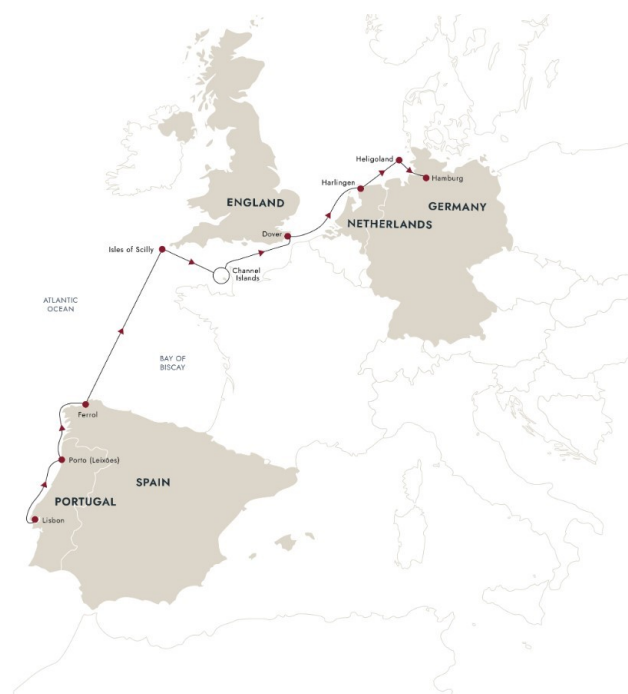 Heligoland
Hamburg
Harlingen
ENGLAND
GERMANY
NETHERLANDS
Dover
Isles of Scilly
Channel
Islands
ATLANTIC
OCEAN
BAY OF
BISCAY
Ferrol
Porto (Leixões)
SPAIN
PORTUGAL
Lisbon